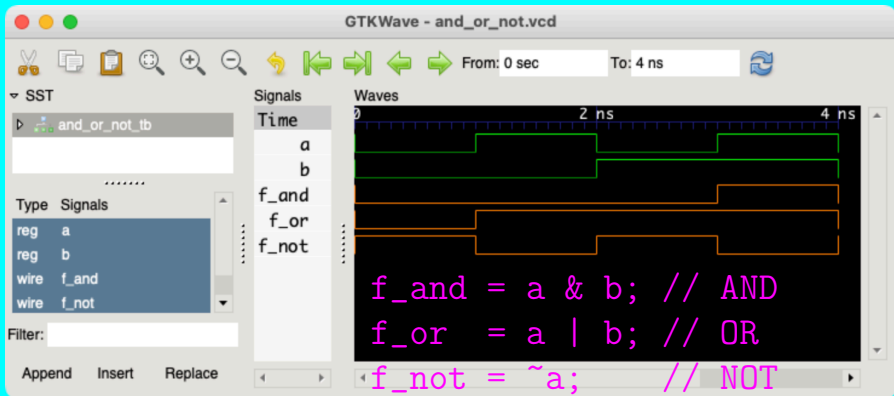 GTKWave - and_or_not.vcd
From: 0 sec To: 4 ns
SST
and_or_not_tb
Type Signals
reg a
reg b
wire f_and
wire f_not
Filter:
Append Insert Replace
Signals
Time
a
b
f_and
f_or
f_not
Waves
0 2 ns 4 ns
f_and = a & b; // AND
f_or = a | b; // OR
f_not = ~a; // NOT